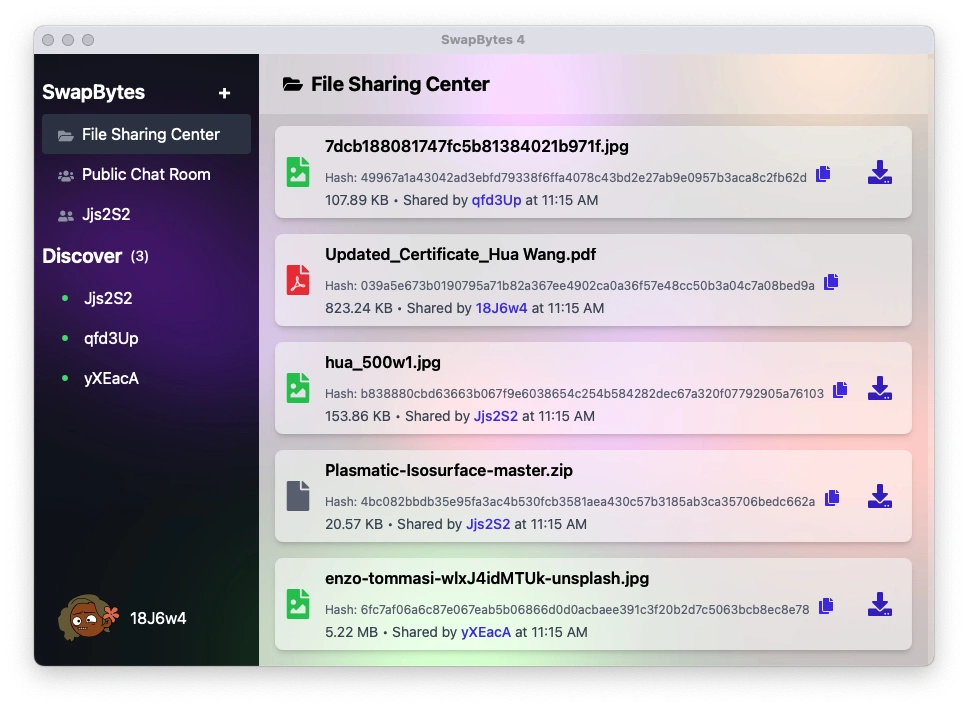 SwapBytes 4
SwapBytes +
File Sharing Center
Public Chat Room
Jjs2S2
Discover (3)
Jjs2S2
qfd3Up
yXEacA
18J6w4
File Sharing Center
7dcb188081747fc5b81384021b971f.jpg
Hash: 49967a1a43042ad3ebfd79338f6ffa4078c43bd2e27ab9e0957b3aca8c2fb62d
107.89 KB • Shared by qfd3Up at 11:15 AM
Updated_Certificate_Hua Wang.pdf
Hash: 039a5e673b0190795a71b82a367ee4902ca0a36f57e48cc50b3a04c7a08bed9a
823.24 KB • Shared by 18J6w4 at 11:15 AM
hua_500w1.jpg
Hash: b838880cbd63663b067f9e6038654c254b584282dec67a320f07792905a76103
153.86 KB • Shared by Jjs2S2 at 11:15 AM
Plasmatic-Isosurface-master.zip
Hash: 4bc082bbdb35e95fa3ac4b530fcb3581aea430c57b3185ab3ca35706bedc662a
20.57 KB • Shared by Jjs2S2 at 11:15 AM
enzo-tommasi-wlxJ4idMTUk-unsplash.jpg
Hash: 6fc7af06a6c87e067eab5b06866d0d0acbaee391c3f20b2d7c5063bcb8ec8e78
5.22 MB • Shared by yXEacA at 11:15 AM